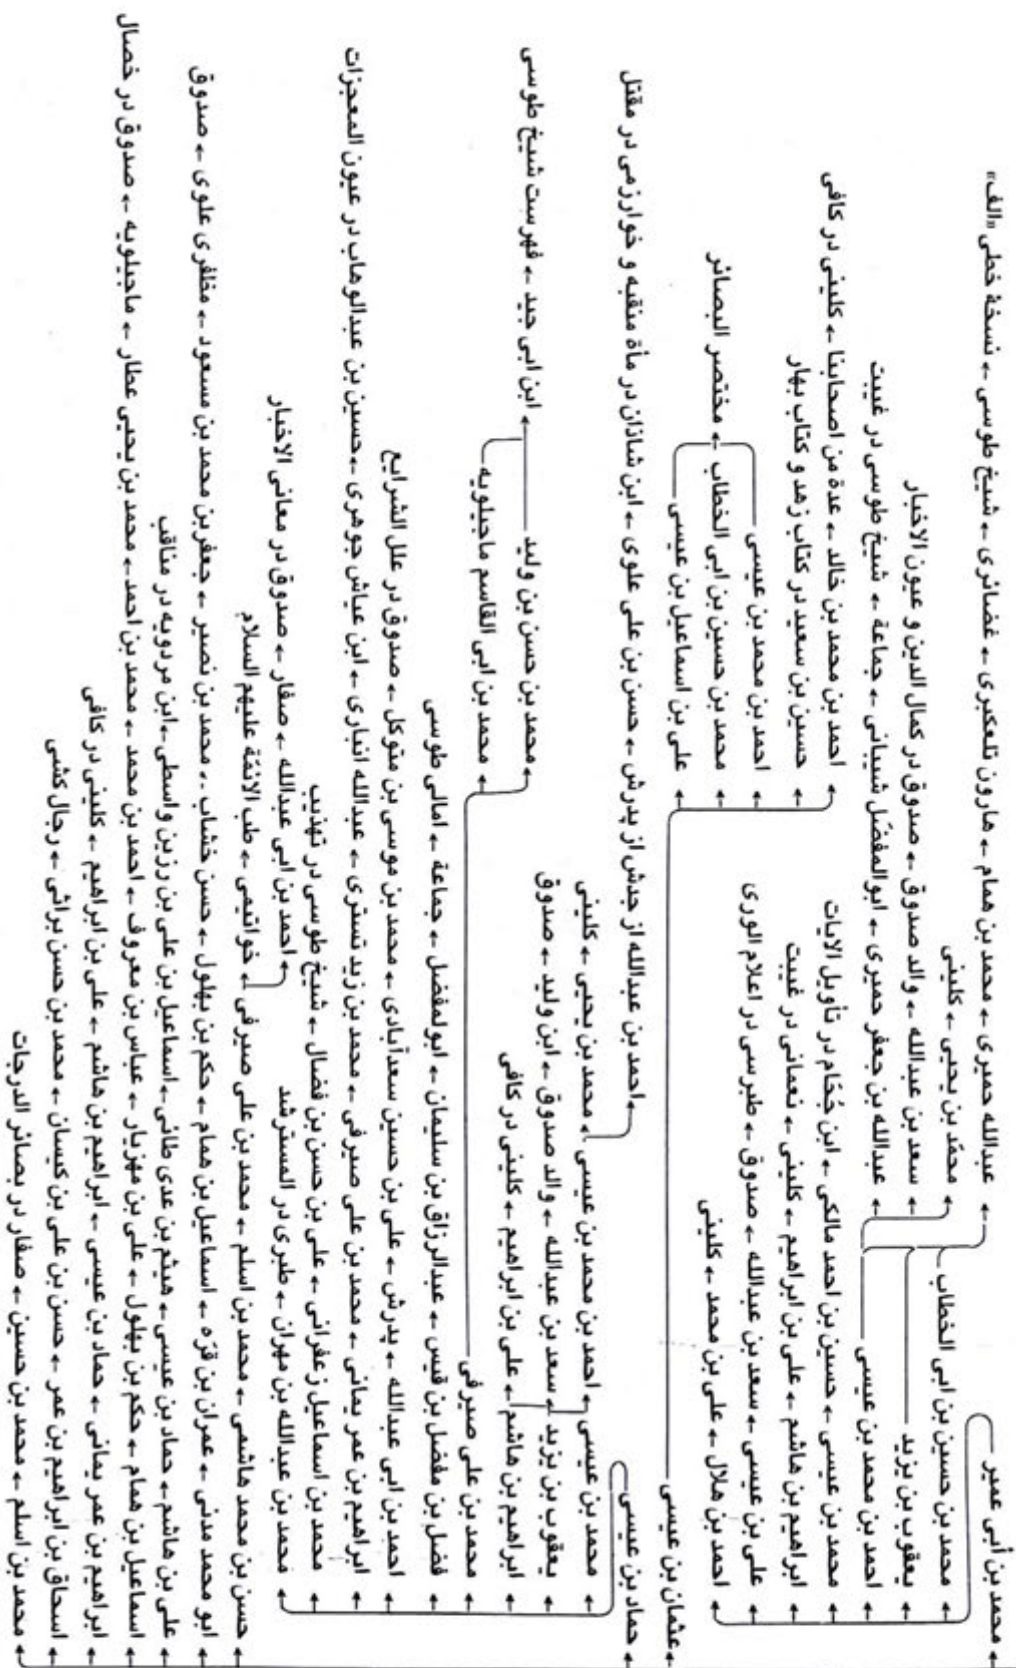 محمد بن أبی عمیر
عبدالله حمیری ← محمد بن همام ← هارون تلعکبری ← غضائری ← شیخ طوسی ← نسخهٔ خطی «الف»
محمد بن حسین بن ابی الخطاب
محمّد بن یحیی ← کلینی
یعقوب بن یزید
سعد بن عبدالله ← والد صدوق ← صدوق در کمال الدین و عیون الاخبار
احمد بن محمد بن عیسی
عبدالله بن جعفر حمیری ← ابوالمفضّل شیبانی ← جماعة ← شیخ طوسی در غیبت
محمد بن عیسی ← حسین بن احمد مالکی ← ابن جُحّام در تأویل الایات
احمد بن محمد بن خالد ← عدة من اصحابنا ← کلینی در کافی
ابراهیم بن هاشم ← علی بن ابراهیم ← کلینی ← نعمانی در غیبت
حسین بن سعید در کتاب زهد و کتاب بهار
علی بن عیسی ← سعد بن عبدالله ← صدوق ← طبرسی در اعلام الوری
احمد بن محمد بن عیسی
احمد بن هلال ← علی بن محمد ← کلینی
محمد بن حسین بن ابی الخطاب ← مختصر البصائر
عثمان بن عیسی
علی بن اسماعیل بن عیسی
حماد بن عیسی
احمد بن عبدالله از جدش از پدرش ← حسن بن علی علوی ← ابن شاذان در مأة منقبه و خوارزمی در مقتل
محمد بن عیسی ← احمد بن محمد بن عیسی ← محمد بن یحیی ← کلینی
یعقوب بن یزید ← سعد بن عبدالله ← والد صدوق ← ابن ولید ← صدوق
محمد بن حسن بن ولید ← ابن ابی جید ← فهرست شیخ طوسی
ابراهیم بن هاشم ← علی بن ابراهیم ← کلینی در کافی
محمد بن ابی القاسم ماجیلویه
محمد بن علی صیرفی
فضل بن مفضل بن قیس ← عبدالرزاق بن سلیمان ← ابولمفضل ← جماعة ← امالی طوسی
احمد بن ابی عبدالله ← پدرش ← علی بن حسین سعدآبادی ← محمد بن موسی بن متوکل ← صدوق در علل الشرایع
ابراهیم بن عمر یمانی ← محمد بن علی صیرفی ← محمد بن زید تستری ← عبدالله انباری ← ابن عیاش جوهری ← حسین بن عبدالوهاب در عیون المعجزات
محمد بن اسماعیل زعفرانی ← علی بن حسن بن فضال ← شیخ طوسی در تهذیب
محمد بن عبدالله بن مهران ← طبری در المسترشد
احمد بن ابی عبدالله ← صفار ← صدوق در معانی الاخبار
حسن بن محمد هاشمی ← محمد بن اسلم ← محمد بن علی صیرفی ← خواتیمی ← طب الائمّة علیهم السلام
ابو محمد مدنی ← عمران بن قرّه ← اسماعیل بن همام ← حکم بن بهلول ← حسن خشاب ← محمد بن نصیر ← جعفر بن محمد بن مسعود ← مظفری علوی ← صدوق
علی بن هاشم ← حماد بن عیسی ← هیثم بن عدی طائی ← اسماعیل بن علی بن رزین واسطی ← ابن مردویه در مناقب
اسماعیل بن همام ← حکم بن بهلول ← علی بن مهزیار ← عباس بن معروف ← احمد بن محمد ← محمد بن احمد ← محمد بن یحیی عطار ← ماجیلویه ← صدوق در خصال
ابراهیم بن عمر یمانی ← حماد بن عیسی ← ابراهیم بن هاشم ← علی بن ابراهیم ← کلینی در کافی
اسحاق بن ابراهیم بن عمر ← حسن بن علی بن کیسان ← محمد بن حسن براثی ← رجال کشی
محمد بن اسلم ← محمد بن حسین ← صفار در بصائر الدرجات